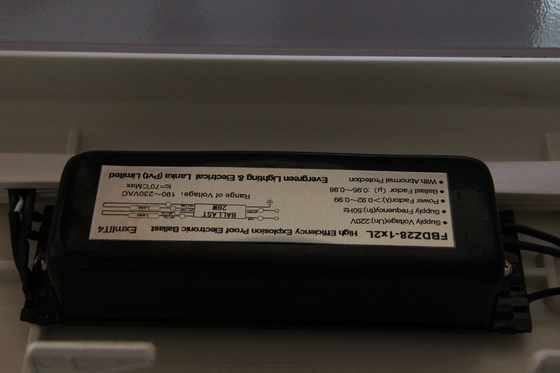 FBDZ28-1x2L High Efficiency Explosion Proof Electronic Ballast ExmIIT4
• Supply Voltage(Un):220V
• Supply Frequency(fn):50Hz
• Power Factor(λ):>0·92~0·99
• Ballast Factor (μ) :0.95~0.98
• With Abnormal Protection
BALLAST
28W
Range of Voltage: 190~230VAC
tc=70℃Max
Evergreen Lighting & Electrical Lanka (Pvt) Limited